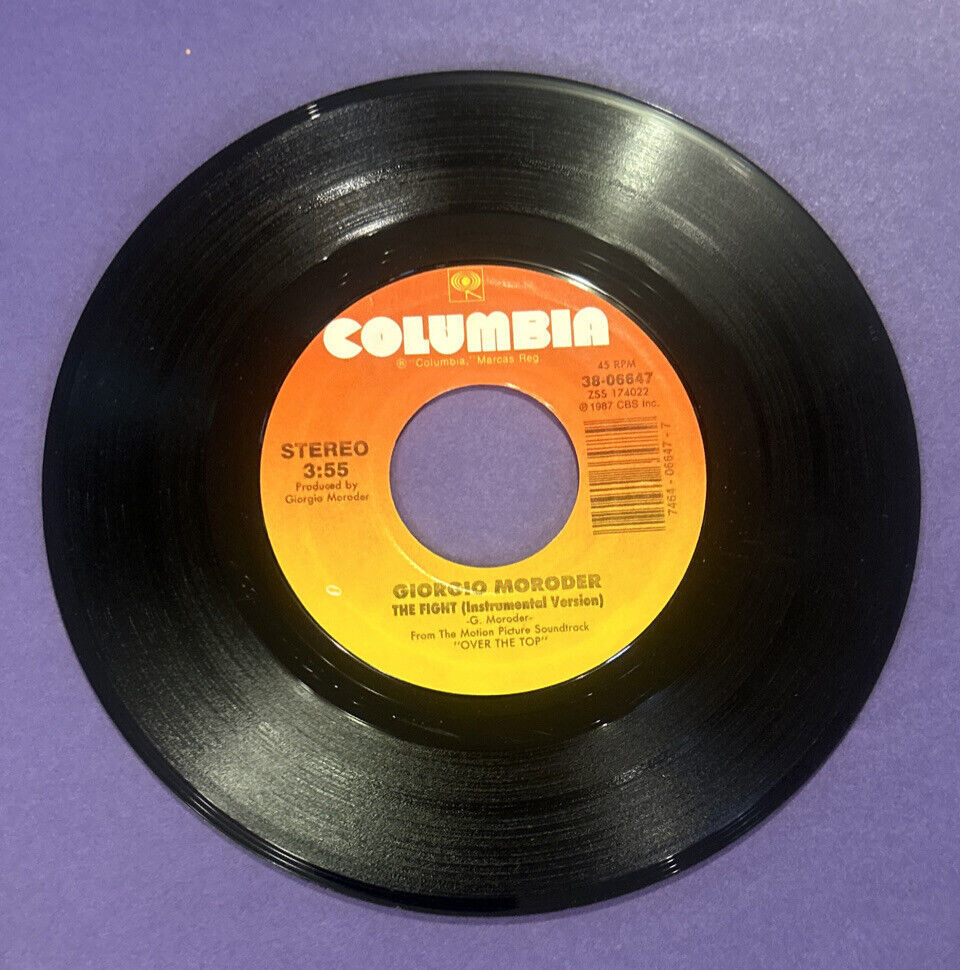 COLUMBIA
® "Columbia," Marcas Reg.
45 RPM
38-06647
ZSS 174022
℗ 1987 CBS Inc.
STEREO
3:55
Produced by
Giorgio Moroder
7464-06647-7
GIORGIO MORODER
THE FIGHT (Instrumental Version)
-G. Moroder-
From The Motion Picture Soundtrack
"OVER THE TOP"